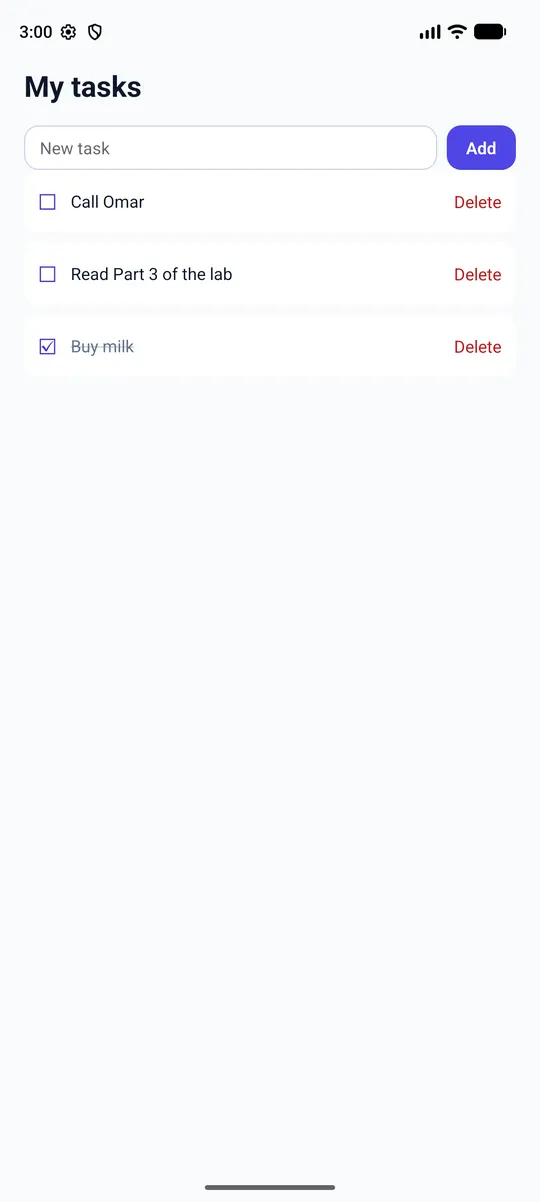 3:00
My tasks
New task
Add
Call Omar
Delete
Read Part 3 of the lab
Delete
Buy milk
Delete